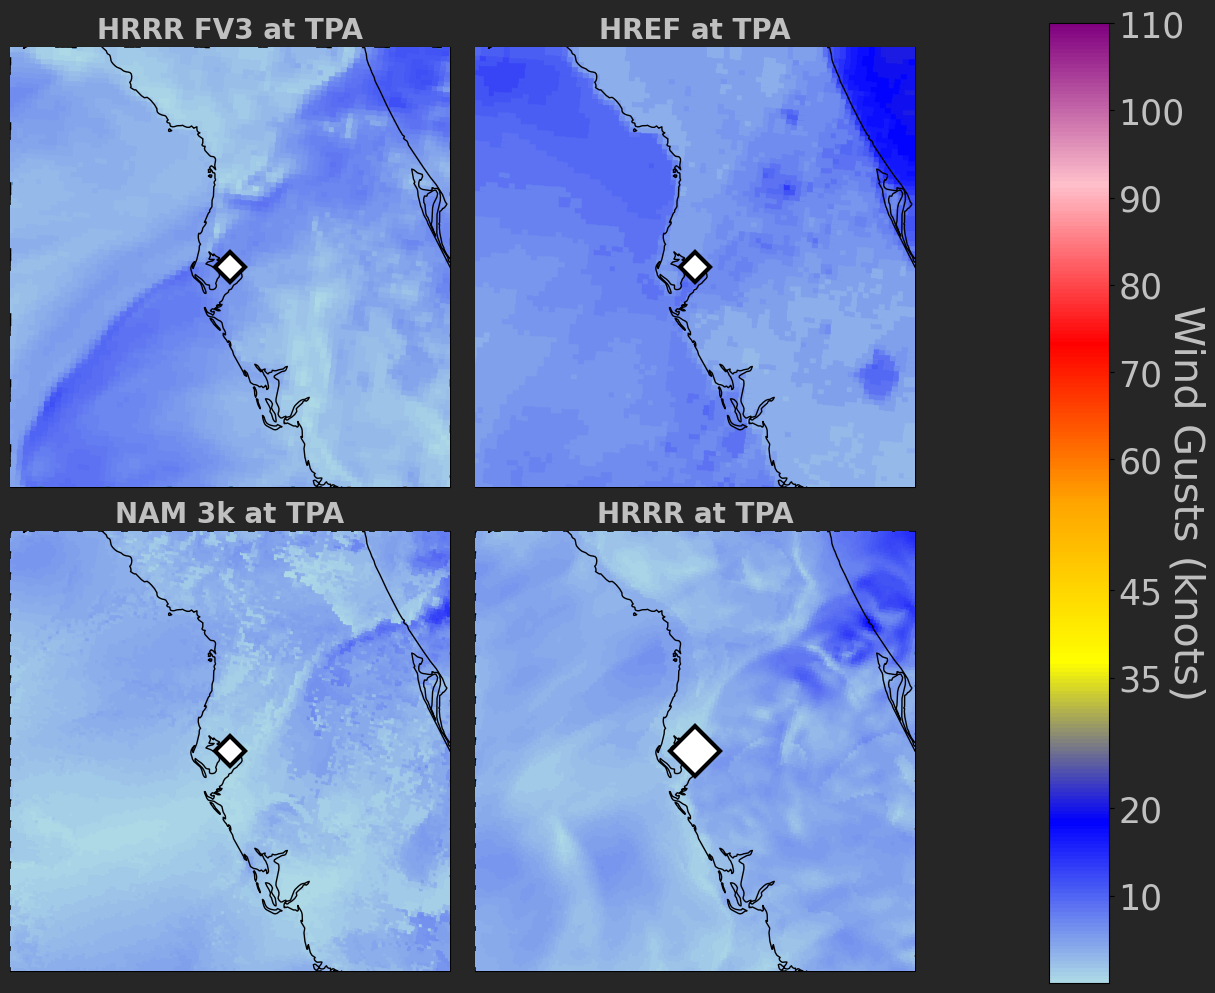 HRRR FV3 at TPA
HREF at TPA
NAM 3k at TPA
HRRR at TPA
110
100
90
80
70
60
45
35
20
10
Wind Gusts (knots)